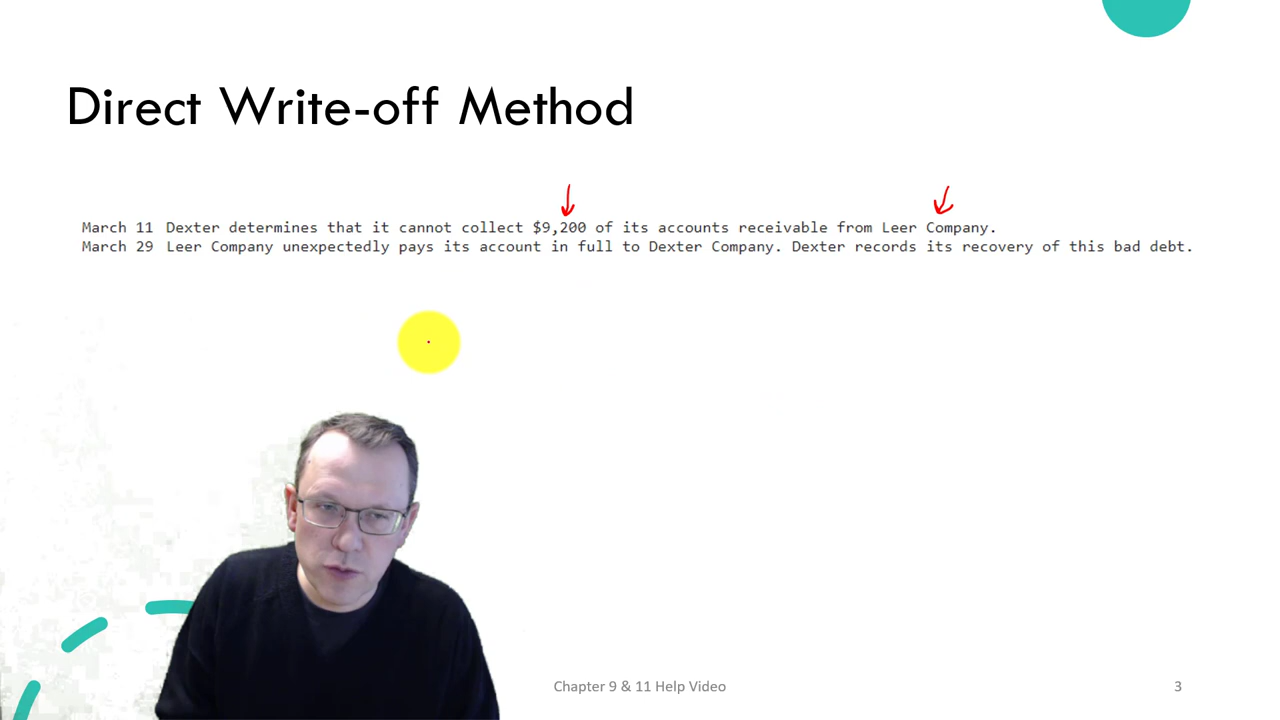 Direct Write-off Method
March 11 Dexter determines that it cannot collect $9,200 of its accounts receivable from Leer Company.
March 29 Leer Company unexpectedly pays its account in full to Dexter Company. Dexter records its recovery of this bad debt.
Chapter 9 & 11 Help Video
3